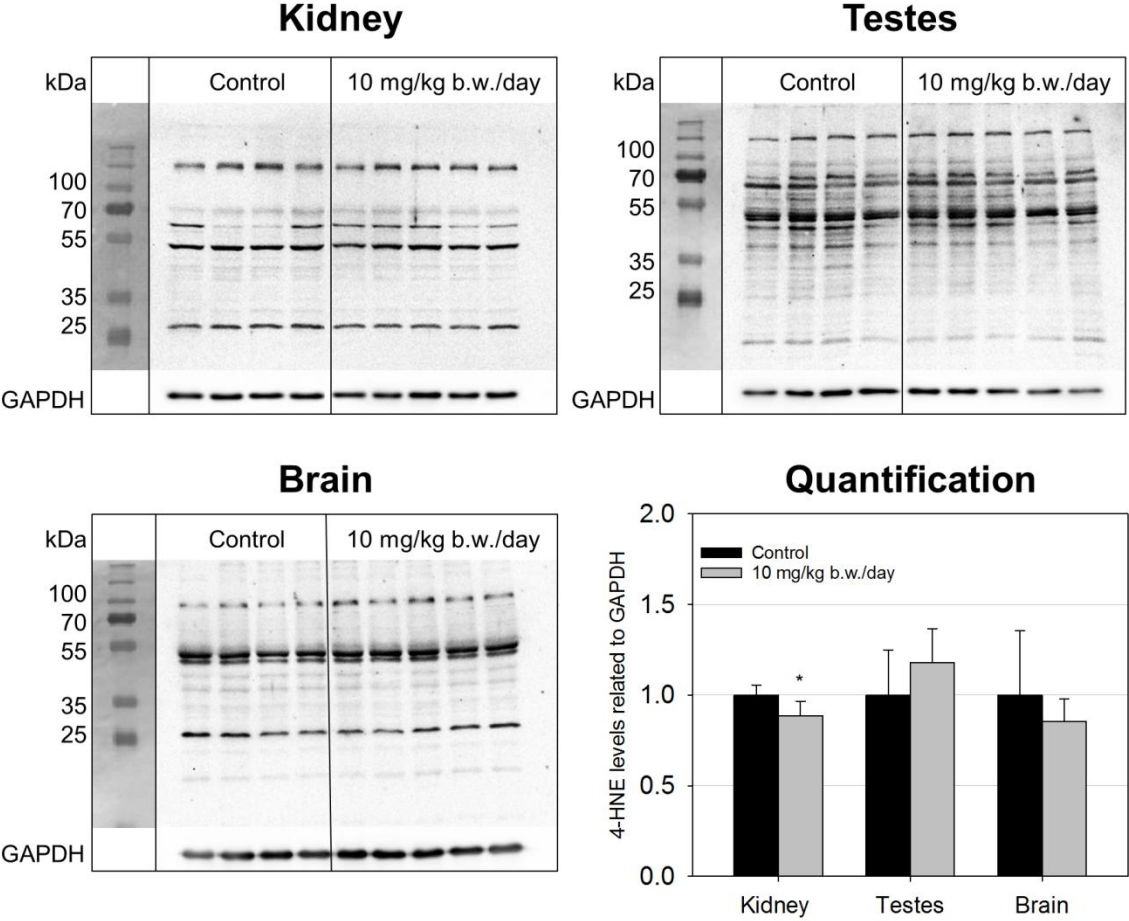 Kidney
kDa
Control
10 mg/kg b.w./day
100
70
55
35
25
GAPDH
Testes
kDa
Control
10 mg/kg b.w./day
100
70
55
35
25
GAPDH
Brain
kDa
Control
10 mg/kg b.w./day
100
70
55
35
25
GAPDH
Quantification
4-HNE levels related to GAPDH
2.0
1.5
1.0
0.5
0.0
Control
10 mg/kg b.w./day
*
Kidney
Testes
Brain